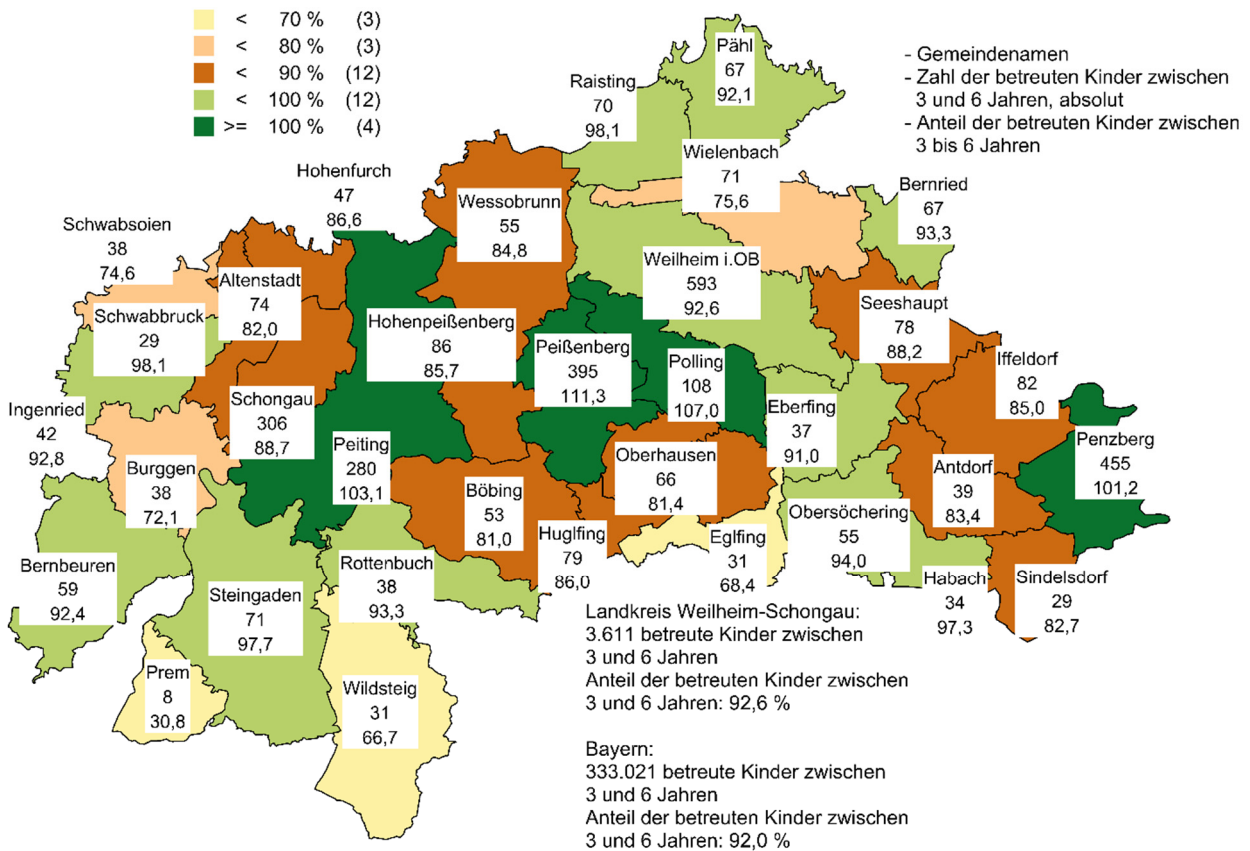 < 70 % (3)
< 80 % (3)
< 90 % (12)
< 100 % (12)
>= 100 % (4)
- Gemeindenamen
- Zahl der betreuten Kinder zwischen
3 und 6 Jahren, absolut
- Anteil der betreuten Kinder zwischen
3 bis 6 Jahren
Pähl
67
92,1
Raisting
70
98,1
Wielenbach
71
75,6
Bernried
67
93,3
Hohenfurch
47
86,6
Wessobrunn
55
84,8
Schwabsoien
38
74,6
Altenstadt
74
82,0
Weilheim i.OB
593
92,6
Seeshaupt
78
88,2
Schwabbruck
29
98,1
Hohenpeißenberg
86
85,7
Peißenberg
395
111,3
Polling
108
107,0
Iffeldorf
82
85,0
Ingenried
42
92,8
Schongau
306
88,7
Eberfing
37
91,0
Penzberg
455
101,2
Peiting
280
103,1
Oberhausen
66
81,4
Burggen
38
72,1
Böbing
53
81,0
Antdorf
39
83,4
Obersöchering
55
94,0
Huglfing
79
86,0
Eglfing
31
68,4
Bernbeuren
59
92,4
Rottenbuch
38
93,3
Habach
34
97,3
Sindelsdorf
29
82,7
Steingaden
71
97,7
Prem
8
30,8
Wildsteig
31
66,7
Landkreis Weilheim-Schongau:
3.611 betreute Kinder zwischen
3 und 6 Jahren
Anteil der betreuten Kinder zwischen
3 und 6 Jahren: 92,6 %
Bayern:
333.021 betreute Kinder zwischen
3 und 6 Jahren
Anteil der betreuten Kinder zwischen
3 und 6 Jahren: 92,0 %